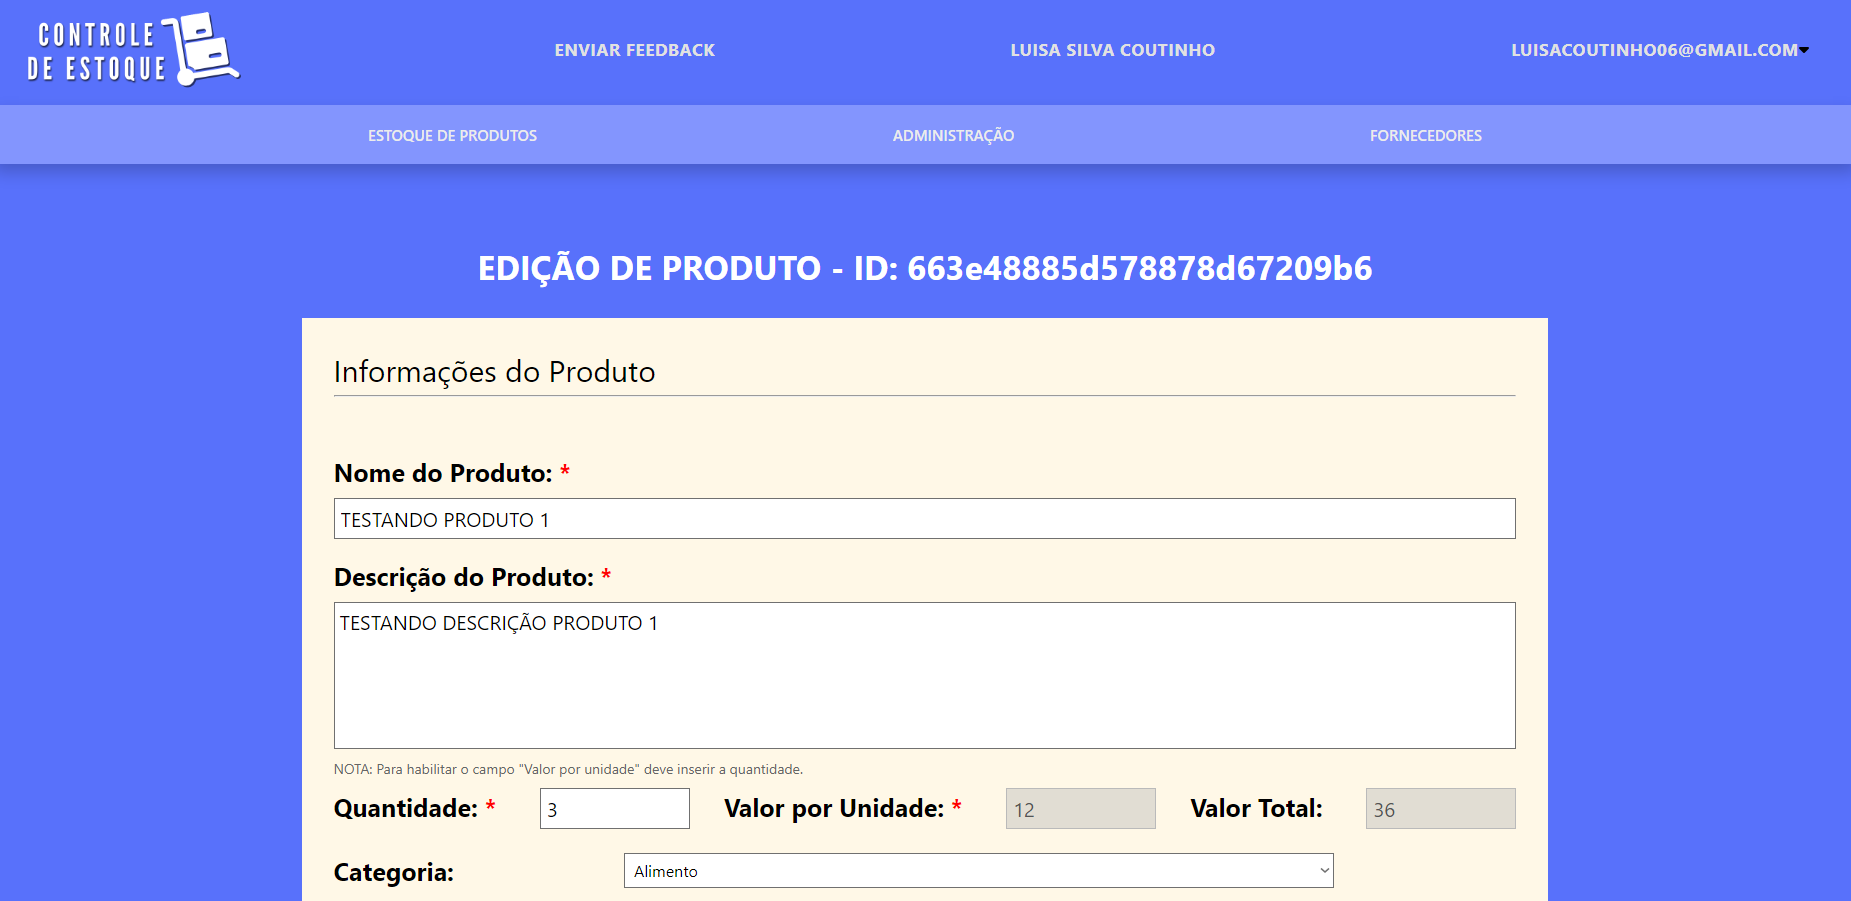 CONTROLE
DE ESTOQUE
ENVIAR FEEDBACK
LUISA SILVA COUTINHO
LUISACOUTINHO06@GMAIL.COM
ESTOQUE DE PRODUTOS
ADMINISTRAÇÃO
FORNECEDORES
EDIÇÃO DE PRODUTO - ID: 663e48885d578878d67209b6
Informações do Produto
Nome do Produto: *
TESTANDO PRODUTO 1
Descrição do Produto: *
TESTANDO DESCRIÇÃO PRODUTO 1
NOTA: Para habilitar o campo "Valor por unidade" deve inserir a quantidade.
Quantidade: * 3 Valor por Unidade: * 12 Valor Total: 36
Categoria: Alimento